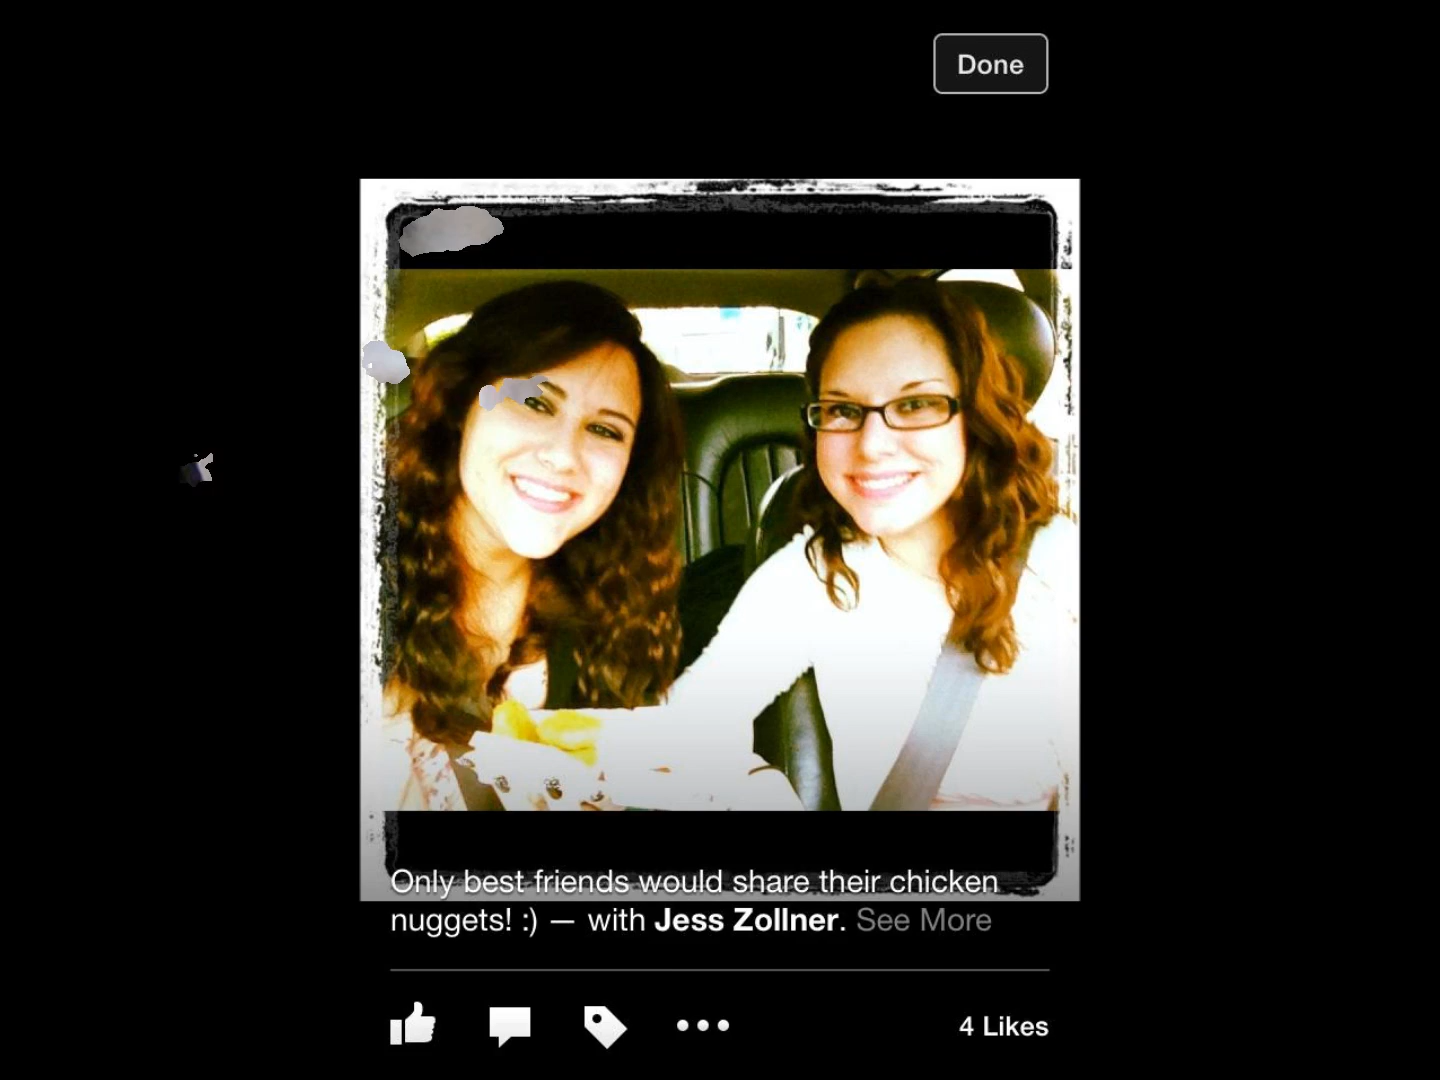 Done
Only best friends would share their chicken
nuggets! :) — with Jess Zollner. See More
4 Likes